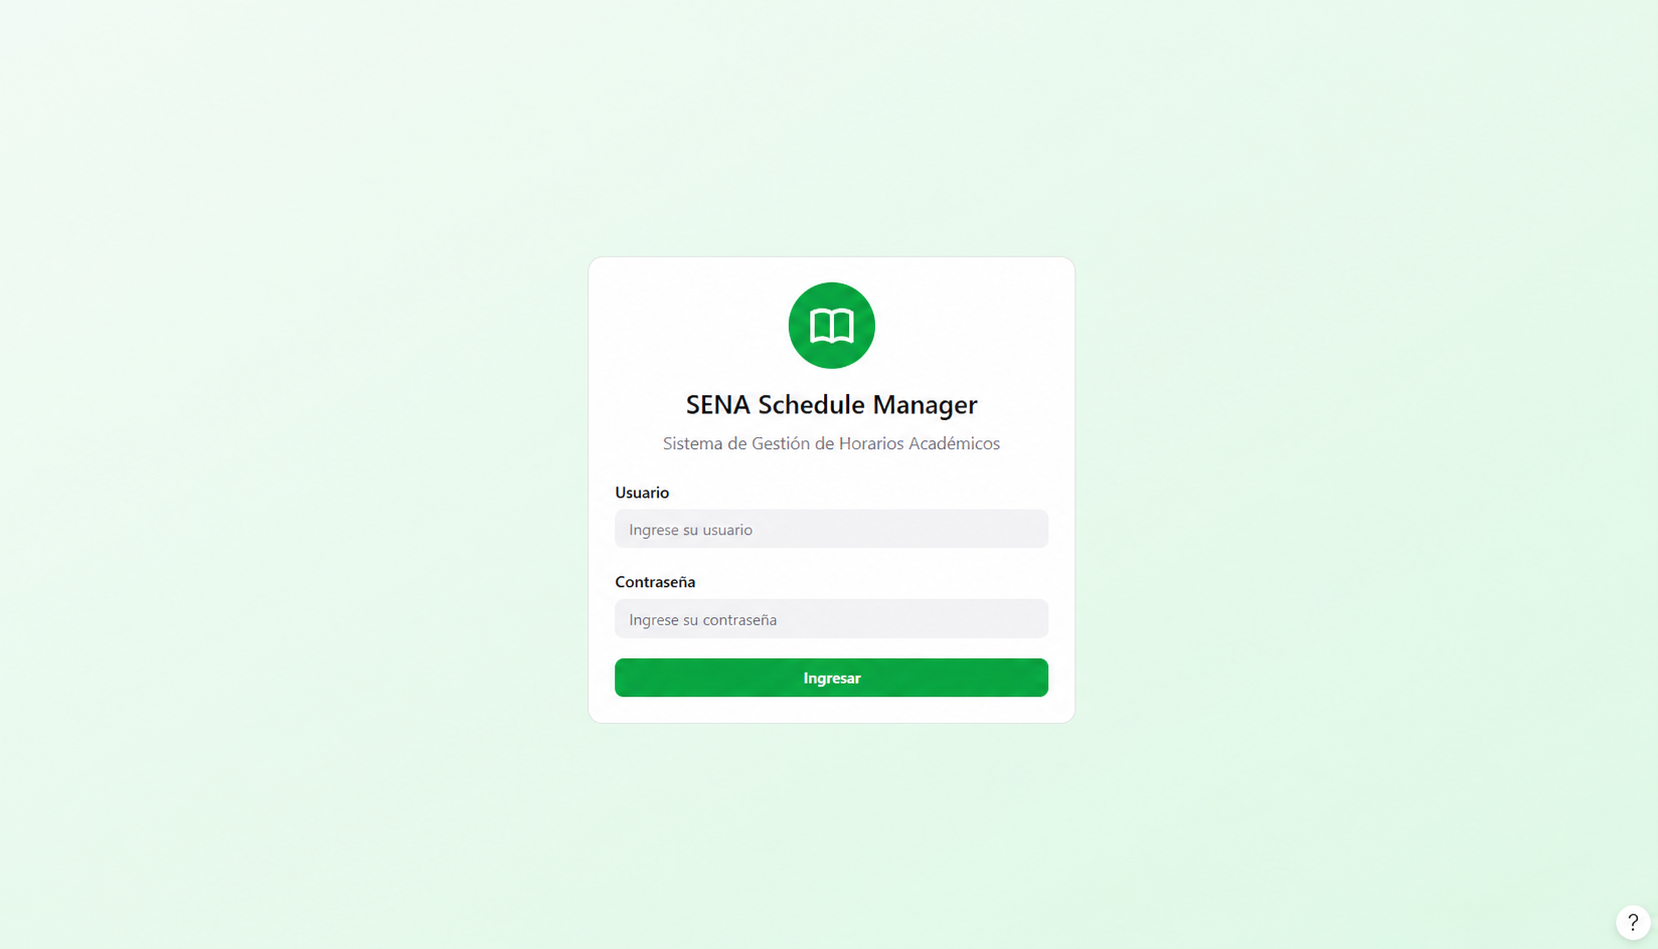 SENA Schedule Manager
Sistema de Gestión de Horarios Académicos
Usuario
Ingrese su usuario
Contraseña
Ingrese su contraseña
Ingresar
?